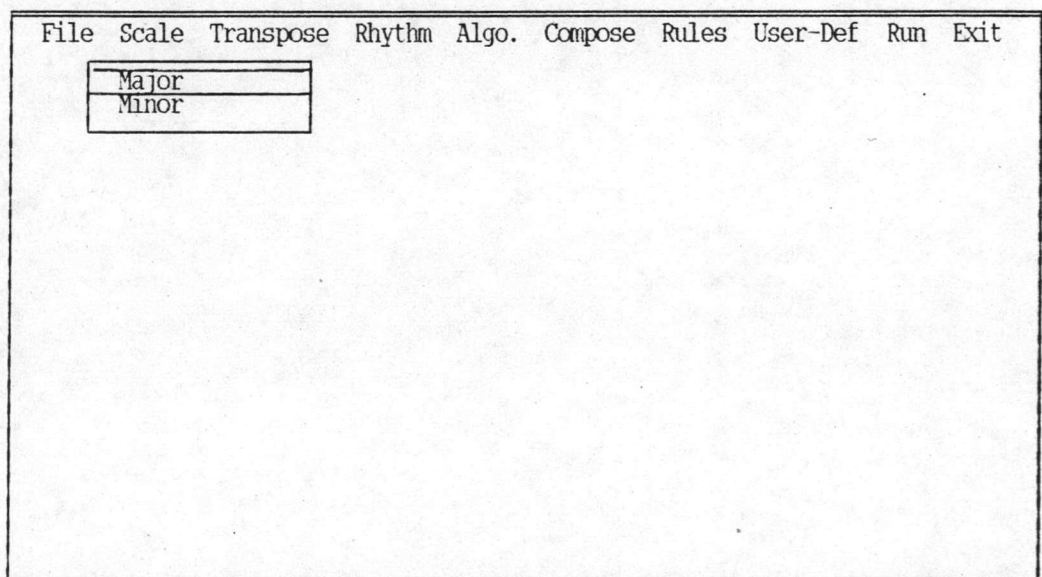 File Scale Transpose Rhythm Algo. Compose Rules User-Def Run Exit
Major
Minor